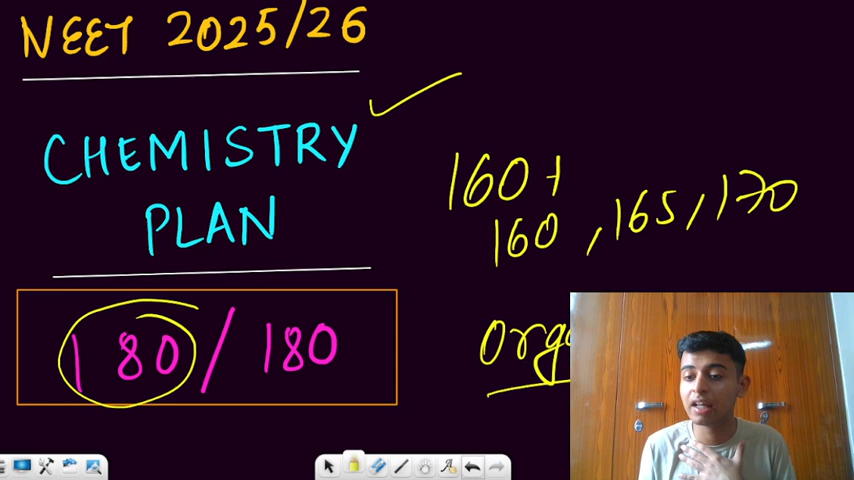 NEET 2025/26
CHEMISTRY
PLAN
180/180
160+
160, 165, 170